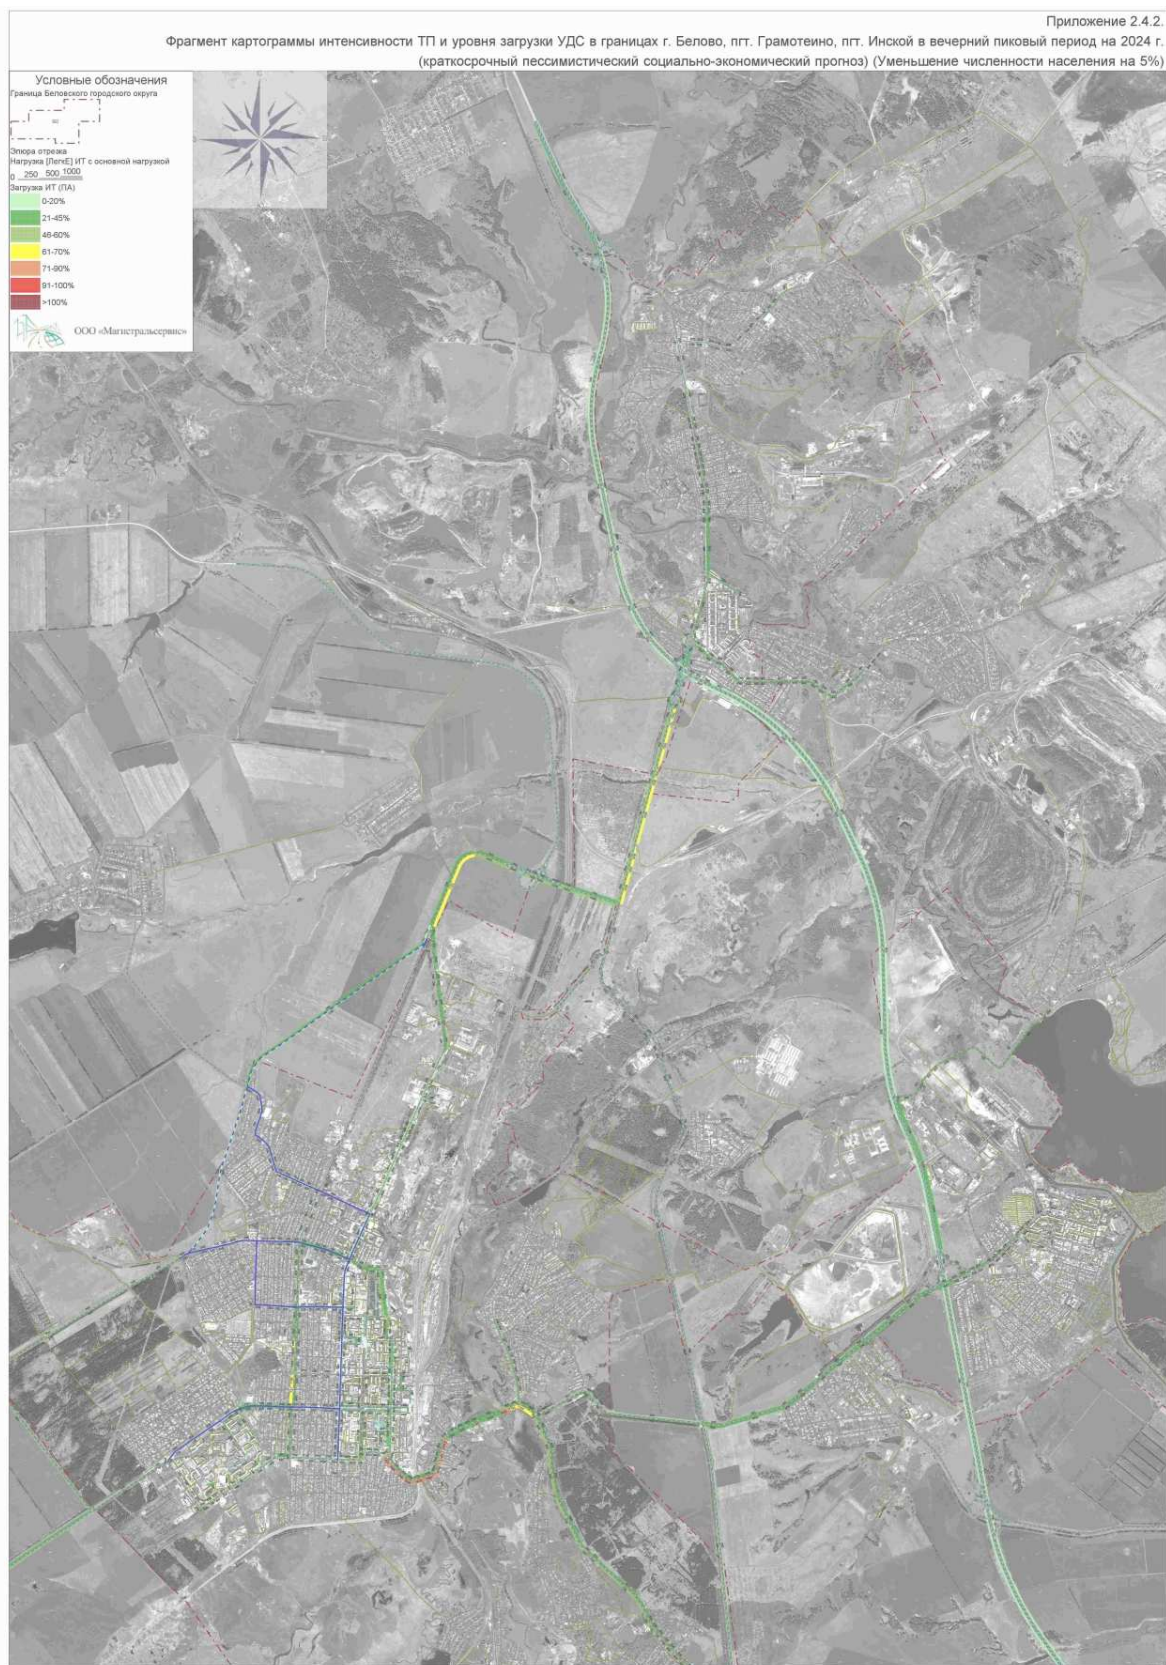 Приложение 2.4.2.
Фрагмент картограммы интенсивности ТП и уровня загрузки УДС в границах г. Белово, пгт. Грамотеино, пгт. Инской в вечерний пиковый период на 2024 г.
(краткосрочный пессимистический социально-экономический прогноз) (Уменьшение численности населения на 5%)
Условные обозначения
Граница Беловского городского округа
Эпюра отрезка
Нагрузка [ЛегкЕ] ИТ с основной нагрузкой
0 250 500 1000
Загрузка ИТ (ПА)
0-20%
21-45%
46-60%
61-70%
71-90%
91-100%
>100%
ООО «Магистральсервис»